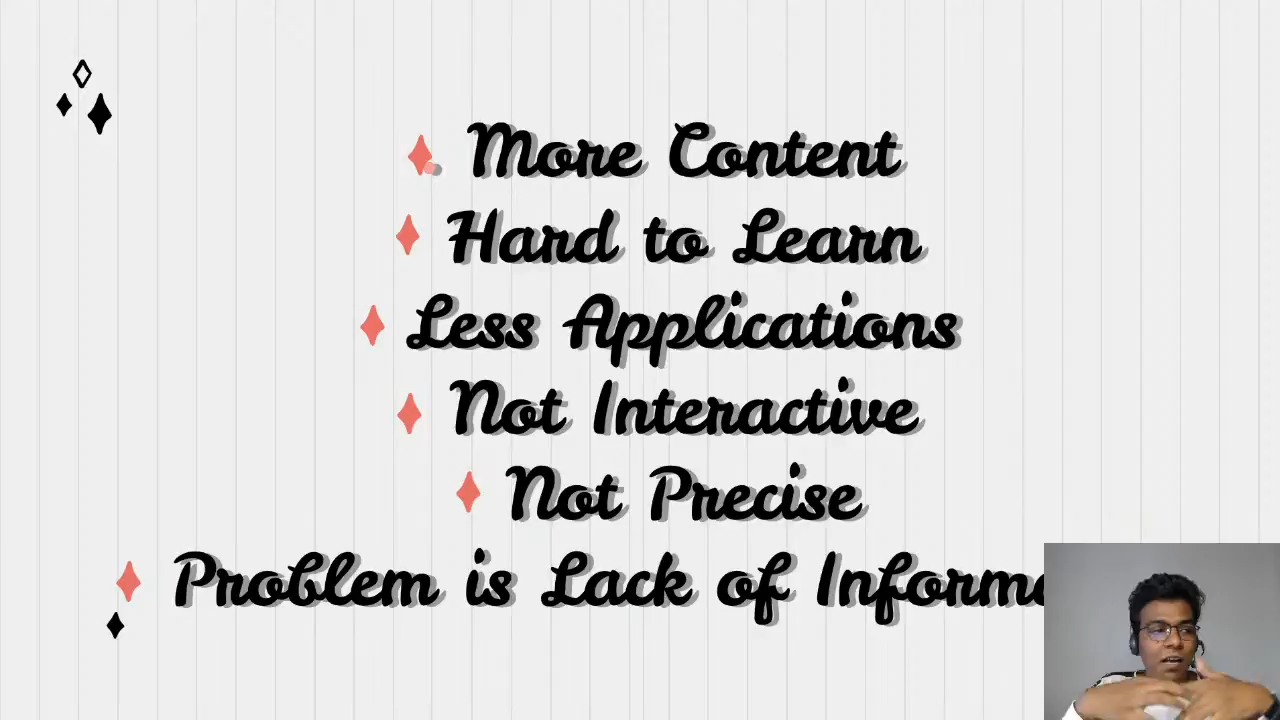 More Content
Hard to Learn
Less Applications
Not Interactive
Not Precise
Problem is Lack of